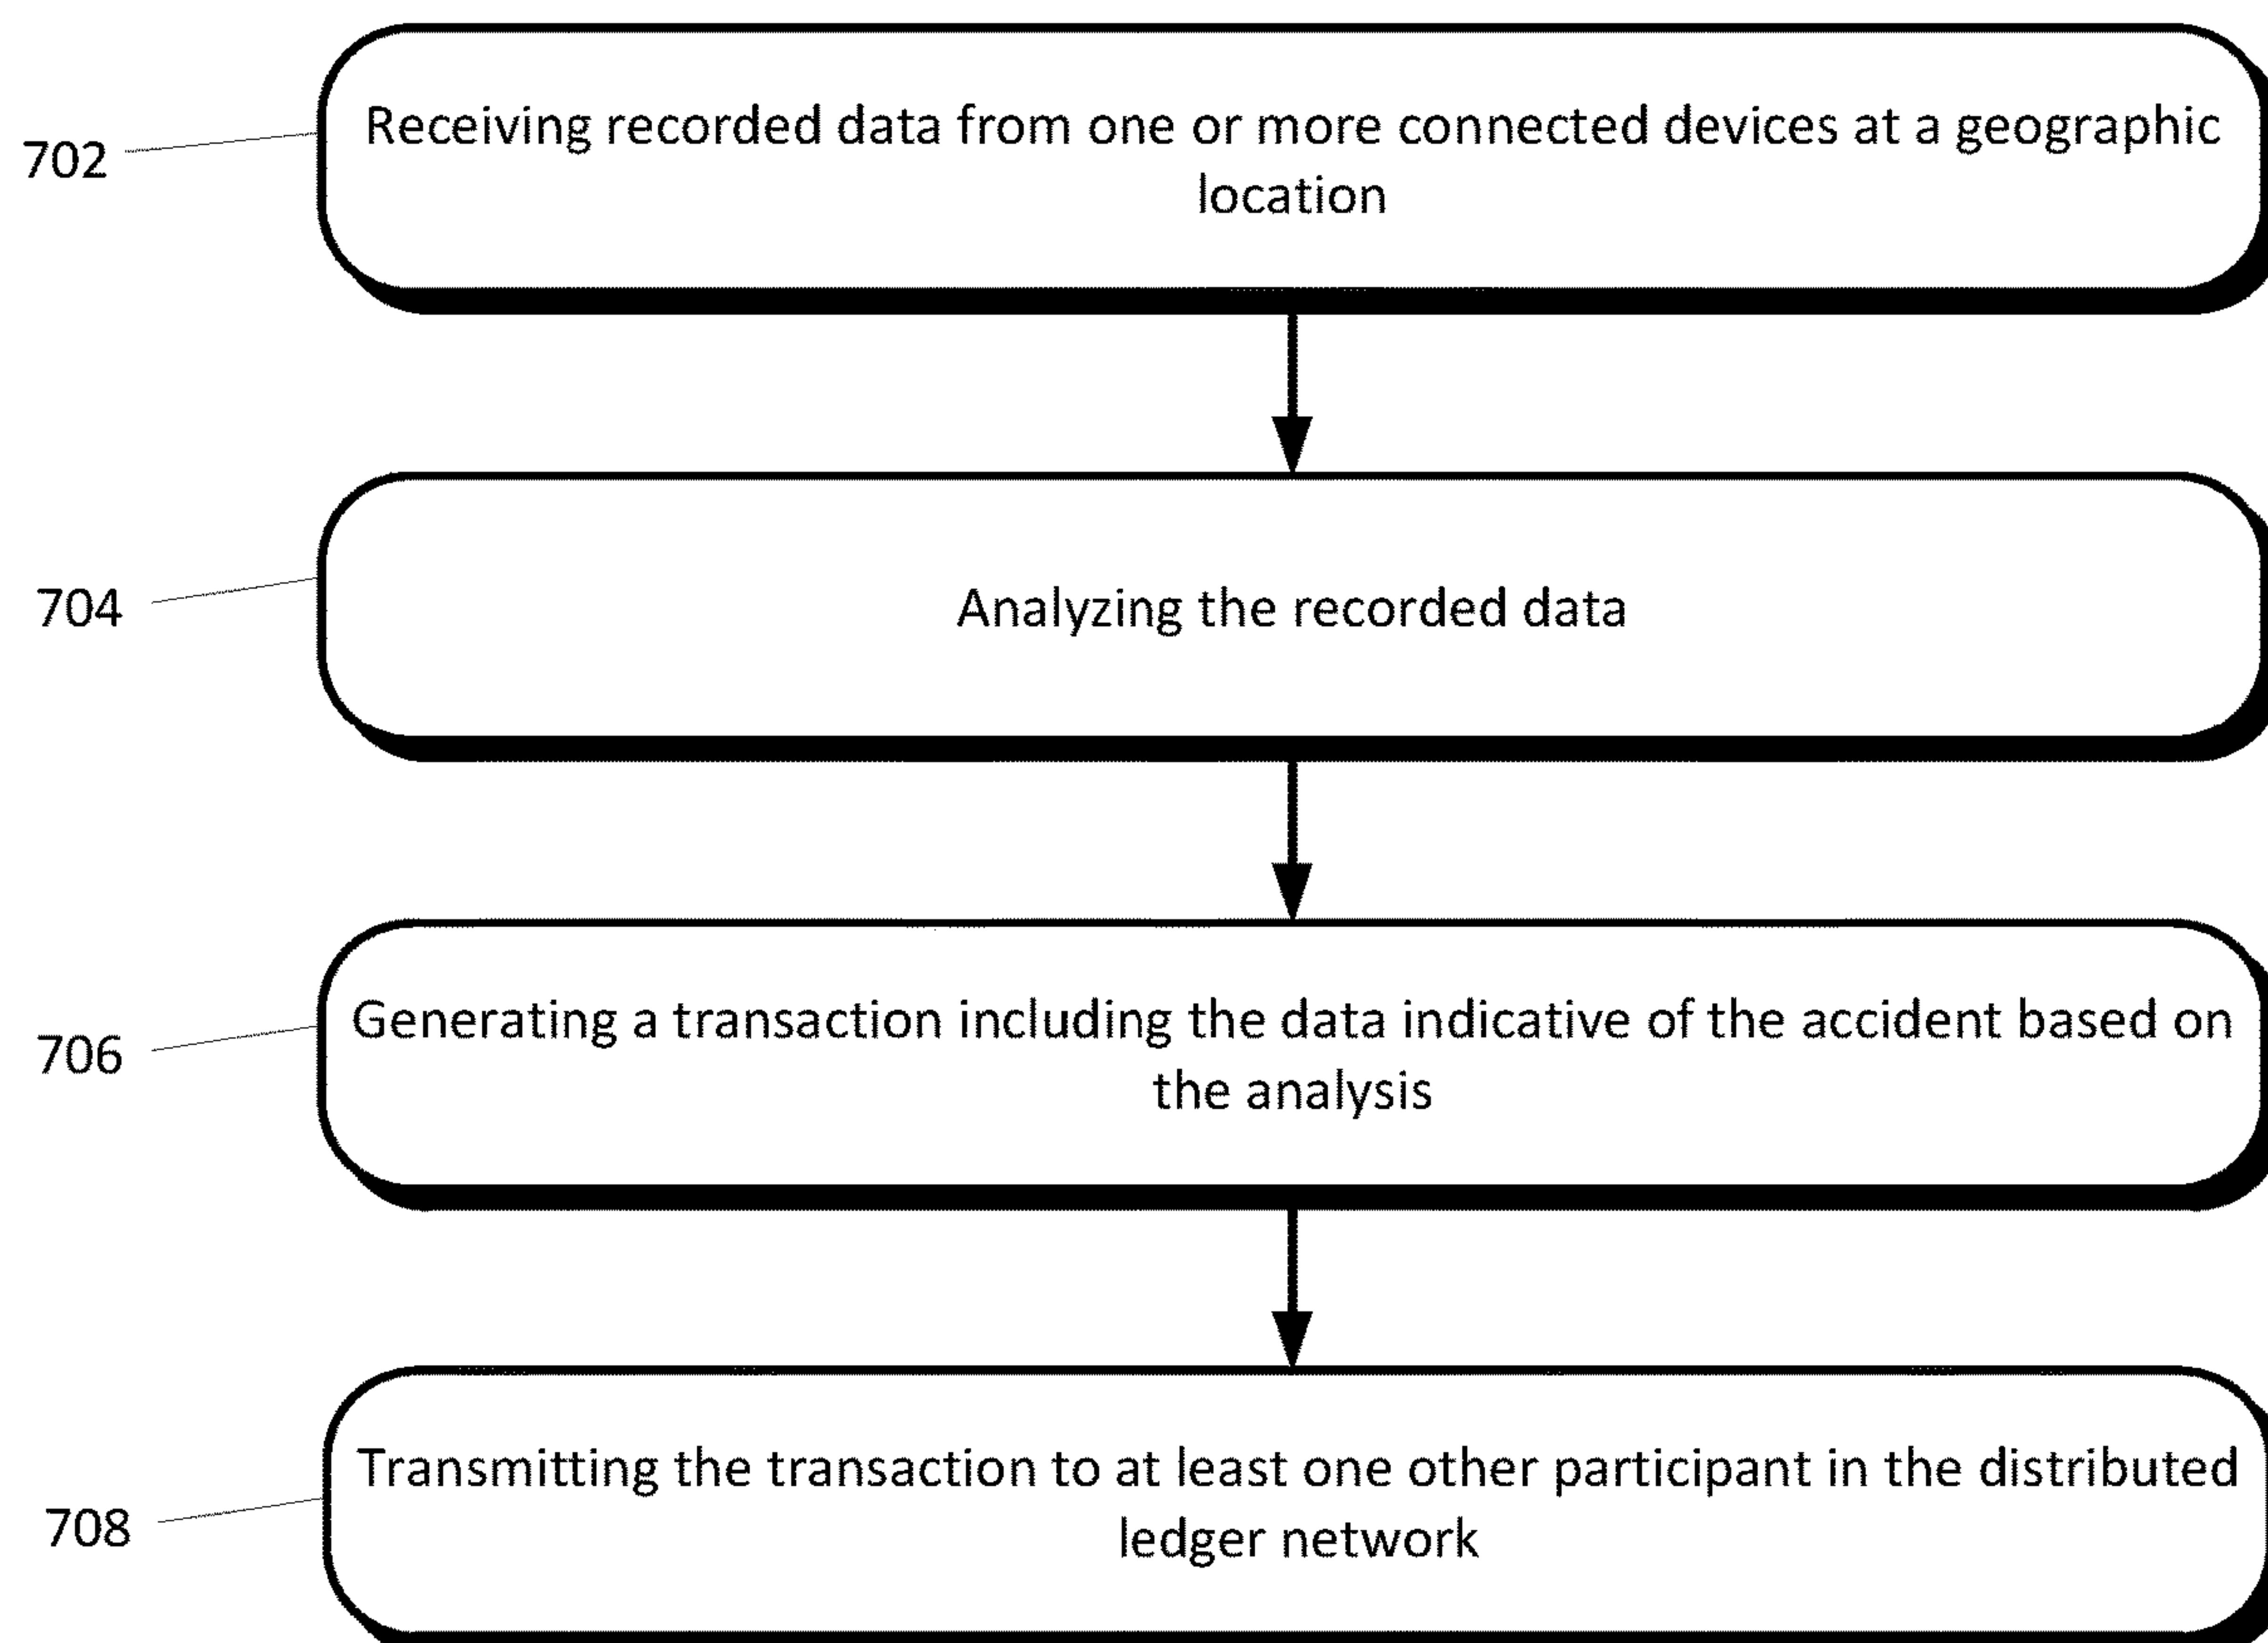 702
Receiving recorded data from one or more connected devices at a geographic
location
704
Analyzing the recorded data
706
Generating a transaction including the data indicative of the accident based on
the analysis
708
Transmitting the transaction to at least one other participant in the distributed
ledger network